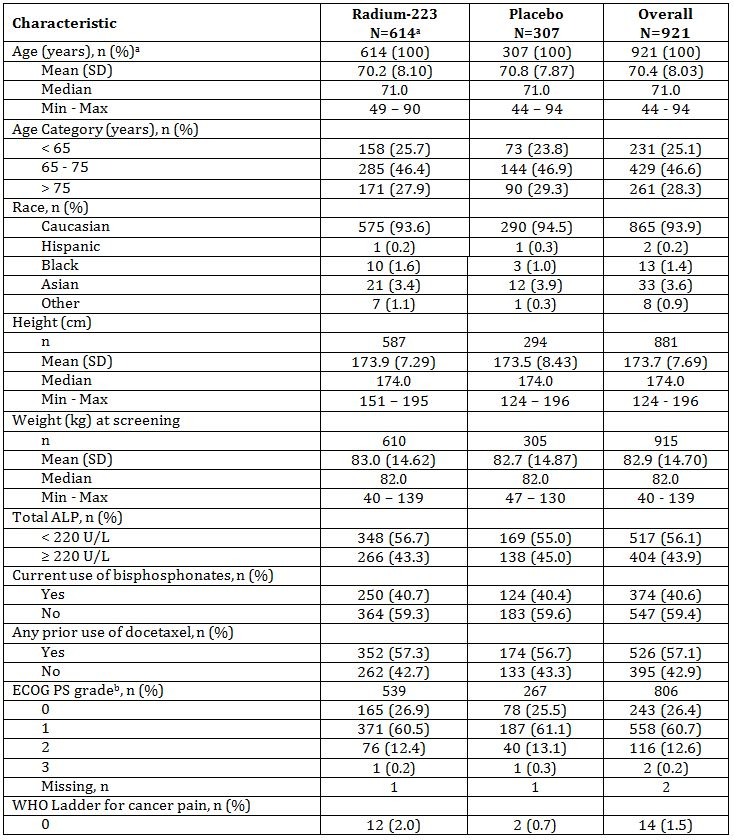 Characteristic Radium-223 Placebo Overall
N=614ᵃ N=307 N=921
Age (years), n (%)ᵃ 614 (100) 307 (100) 921 (100)
Mean (SD) 70.2 (8.10) 70.8 (7.87) 70.4 (8.03)
Median 71.0 71.0 71.0
Min - Max 49 – 90 44 – 94 44 - 94
Age Category (years), n (%)
< 65 158 (25.7) 73 (23.8) 231 (25.1)
65 - 75 285 (46.4) 144 (46.9) 429 (46.6)
> 75 171 (27.9) 90 (29.3) 261 (28.3)
Race, n (%)
Caucasian 575 (93.6) 290 (94.5) 865 (93.9)
Hispanic 1 (0.2) 1 (0.3) 2 (0.2)
Black 10 (1.6) 3 (1.0) 13 (1.4)
Asian 21 (3.4) 12 (3.9) 33 (3.6)
Other 7 (1.1) 1 (0.3) 8 (0.9)
Height (cm)
n 587 294 881
Mean (SD) 173.9 (7.29) 173.5 (8.43) 173.7 (7.69)
Median 174.0 174.0 174.0
Min - Max 151 – 195 124 – 196 124 - 196
Weight (kg) at screening
n 610 305 915
Mean (SD) 83.0 (14.62) 82.7 (14.87) 82.9 (14.70)
Median 82.0 82.0 82.0
Min - Max 40 – 139 47 – 130 40 - 139
Total ALP, n (%)
< 220 U/L 348 (56.7) 169 (55.0) 517 (56.1)
≥ 220 U/L 266 (43.3) 138 (45.0) 404 (43.9)
Current use of bisphosphonates, n (%)
Yes 250 (40.7) 124 (40.4) 374 (40.6)
No 364 (59.3) 183 (59.6) 547 (59.4)
Any prior use of docetaxel, n (%)
Yes 352 (57.3) 174 (56.7) 526 (57.1)
No 262 (42.7) 133 (43.3) 395 (42.9)
ECOG PS gradeᵇ, n (%) 539 267 806
0 165 (26.9) 78 (25.5) 243 (26.4)
1 371 (60.5) 187 (61.1) 558 (60.7)
2 76 (12.4) 40 (13.1) 116 (12.6)
3 1 (0.2) 1 (0.3) 2 (0.2)
Missing, n 1 1 2
WHO Ladder for cancer pain, n (%)
0 12 (2.0) 2 (0.7) 14 (1.5)